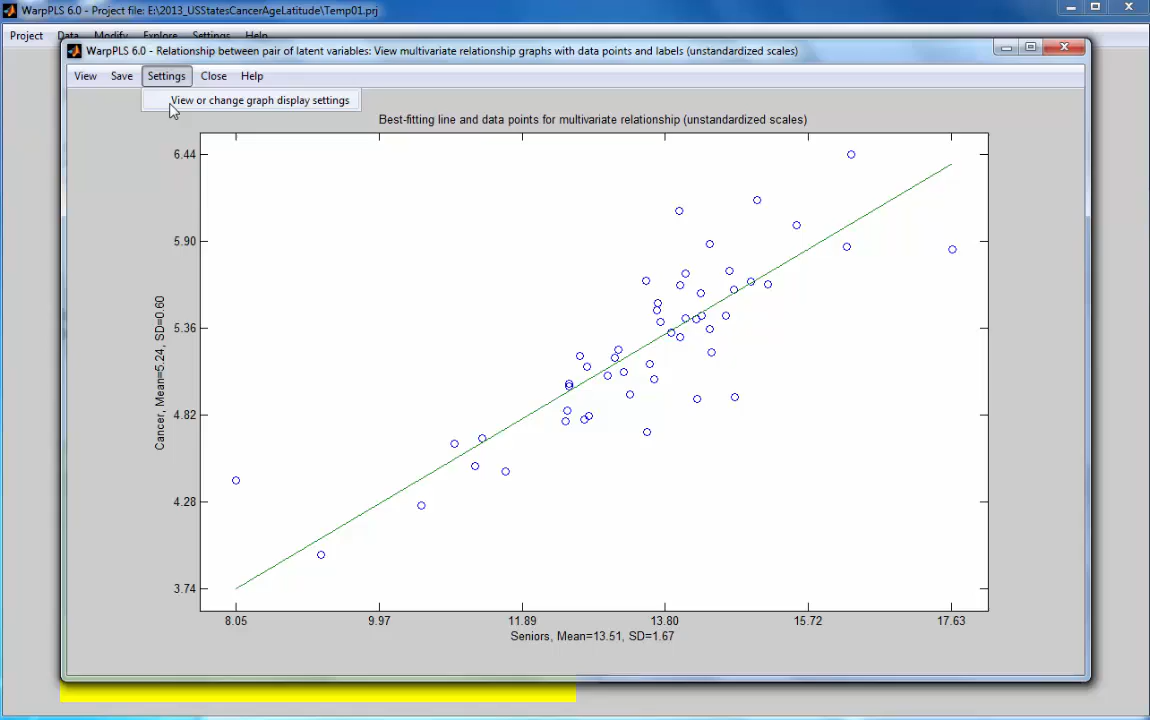 WarpPLS 6.0 - Project file: E:\2013_USStatesCancerAgeLatitude\Temp01.prj
Project Data Modify Explore Settings Help
WarpPLS 6.0 - Relationship between pair of latent variables: View multivariate relationship graphs with data points and labels (unstandardized scales)
View Save Settings Close Help
View or change graph display settings
Best-fitting line and data points for multivariate relationship (unstandardized scales)
6.44
5.90
5.36
4.82
4.28
3.74
Cancer, Mean=5.24, SD=0.60
8.05 9.97 11.89 13.80 15.72 17.63
Seniors, Mean=13.51, SD=1.67